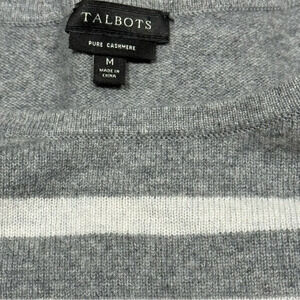 TALBOTS
PURE CASHMERE
M
MADE IN
CHINA